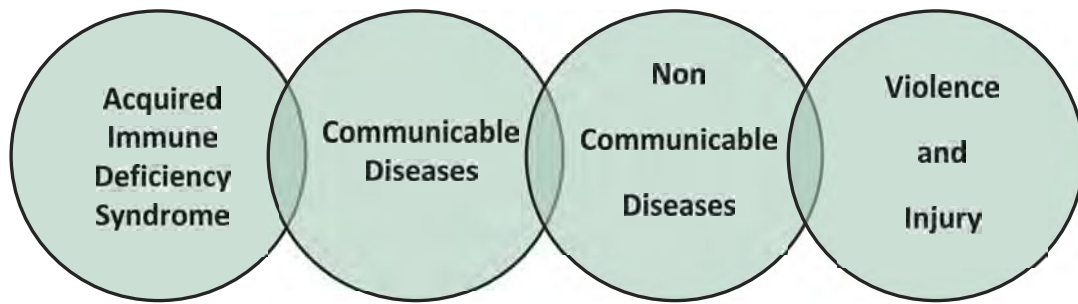 Acquired
Immune
Deficiency
Syndrome
Communicable
Diseases
Non
Communicable
Diseases
Violence
and
Injury